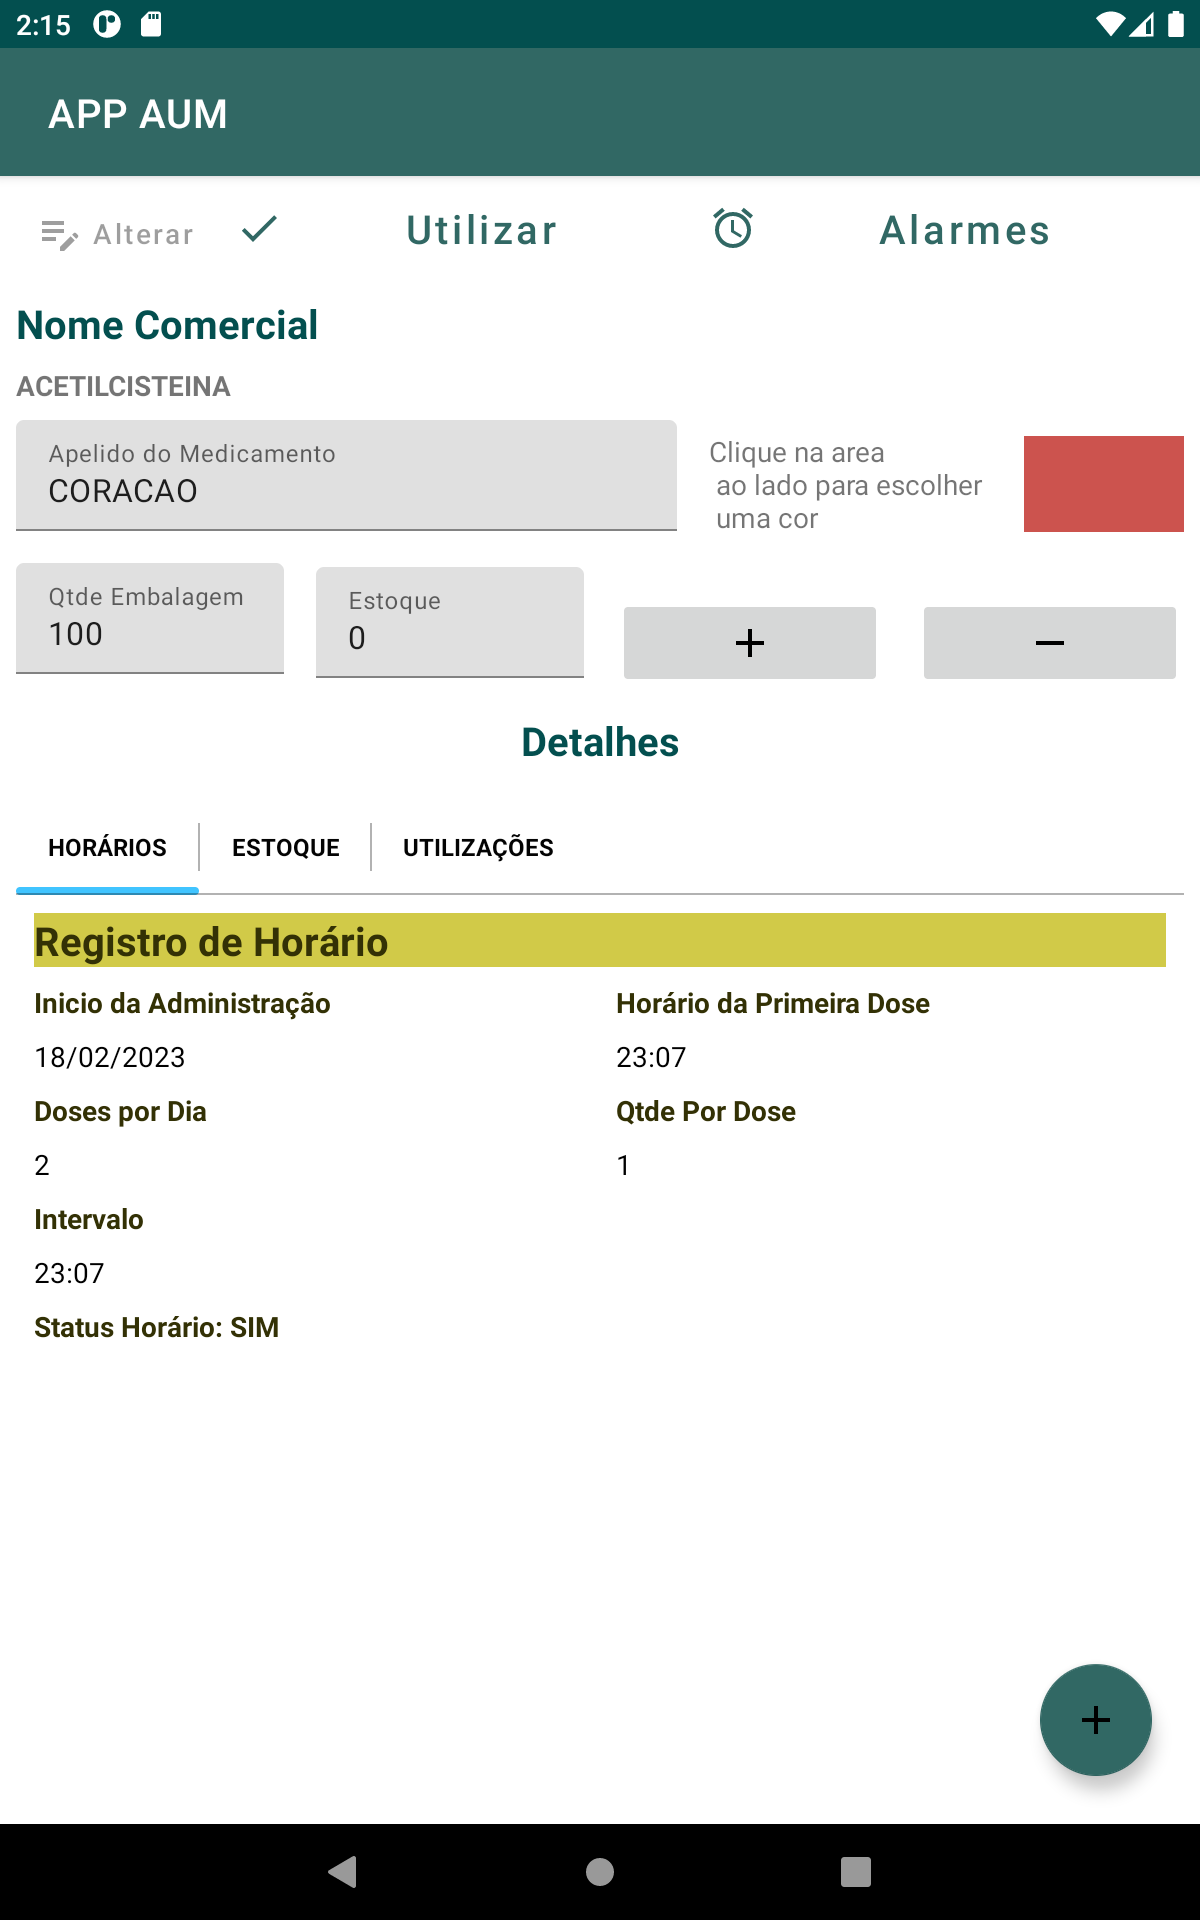 2:15
APP AUM
Alterar
Utilizar
Alarmes
Nome Comercial
ACETILCISTEINA
Apelido do Medicamento
CORACAO
Clique na area
ao lado para escolher
uma cor
Qtde Embalagem
100
Estoque
0
Detalhes
HORÁRIOS
ESTOQUE
UTILIZAÇÕES
Registro de Horário
Inicio da Administração
Horário da Primeira Dose
18/02/2023
23:07
Doses por Dia
Qtde Por Dose
2
1
Intervalo
23:07
Status Horário: SIM